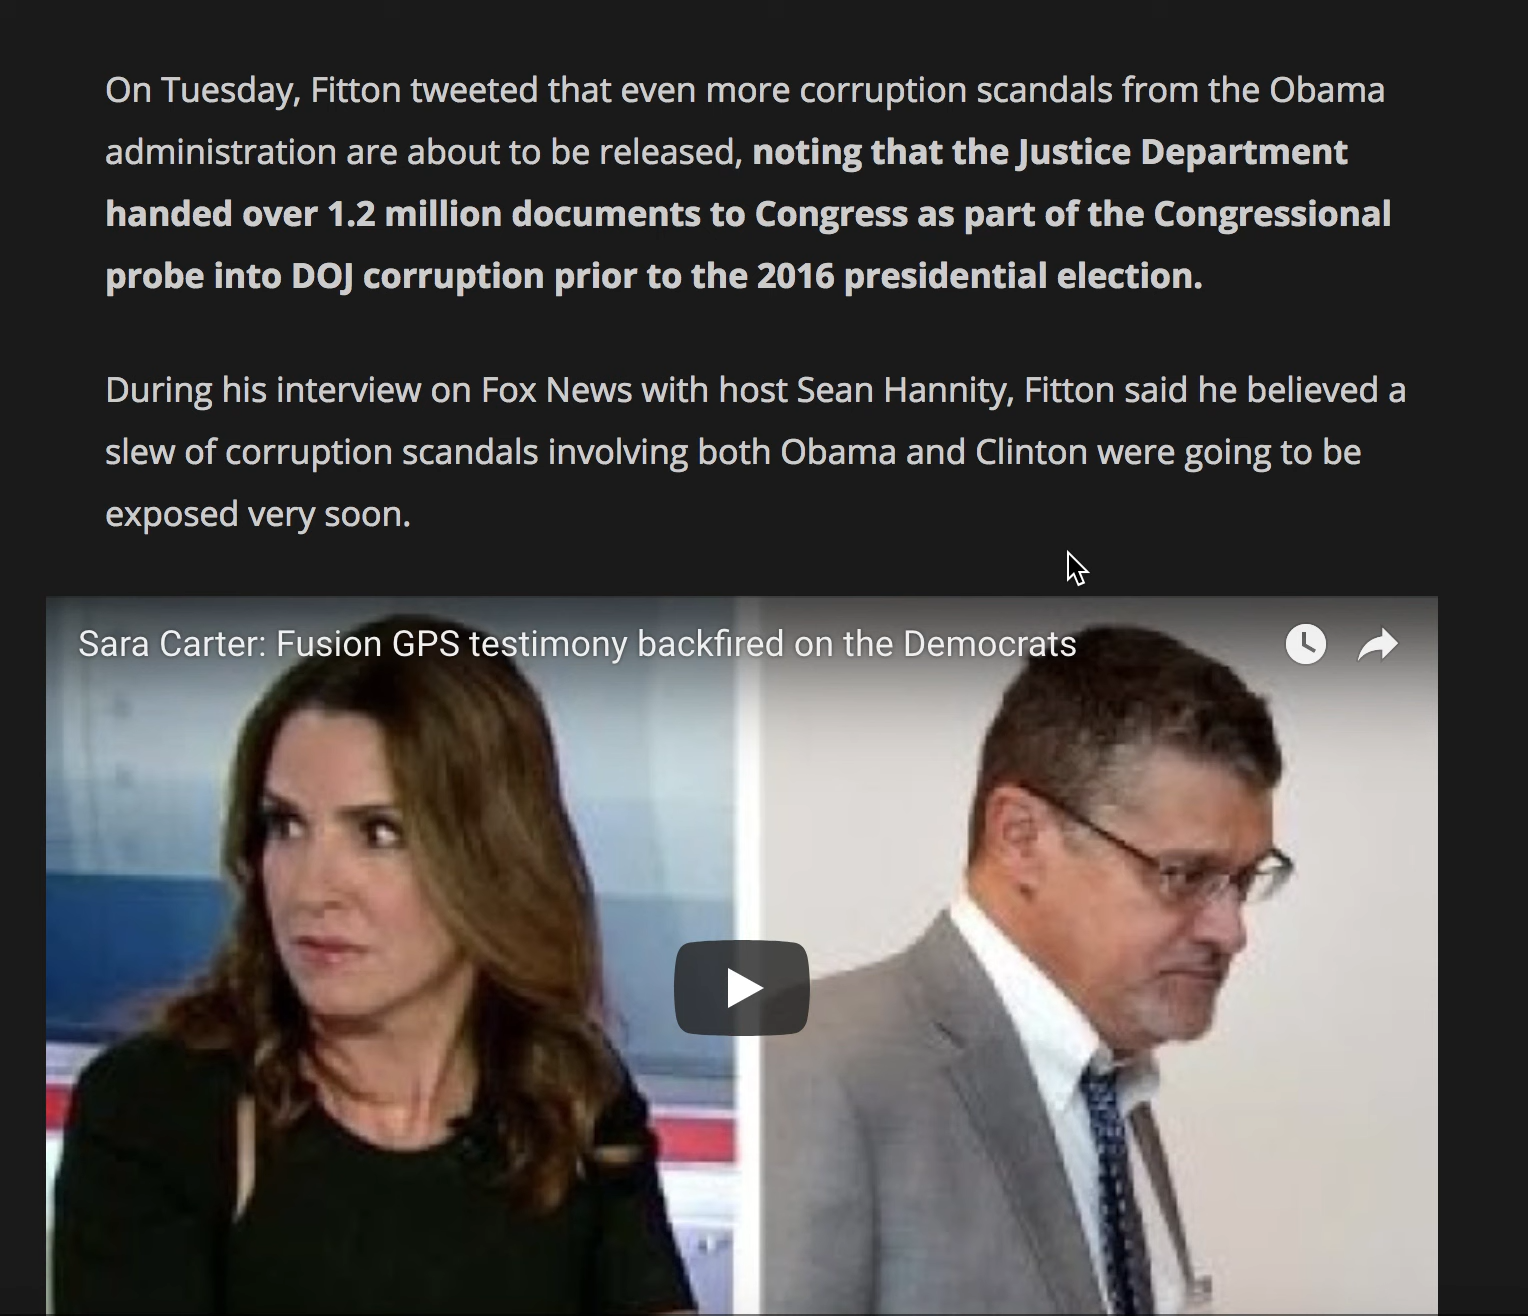 On Tuesday, Fitton tweeted that even more corruption scandals from the Obama
administration are about to be released, noting that the Justice Department
handed over 1.2 million documents to Congress as part of the Congressional
probe into DOJ corruption prior to the 2016 presidential election.
During his interview on Fox News with host Sean Hannity, Fitton said he believed a
slew of corruption scandals involving both Obama and Clinton were going to be
exposed very soon.
Sara Carter: Fusion GPS testimony backfired on the Democrats